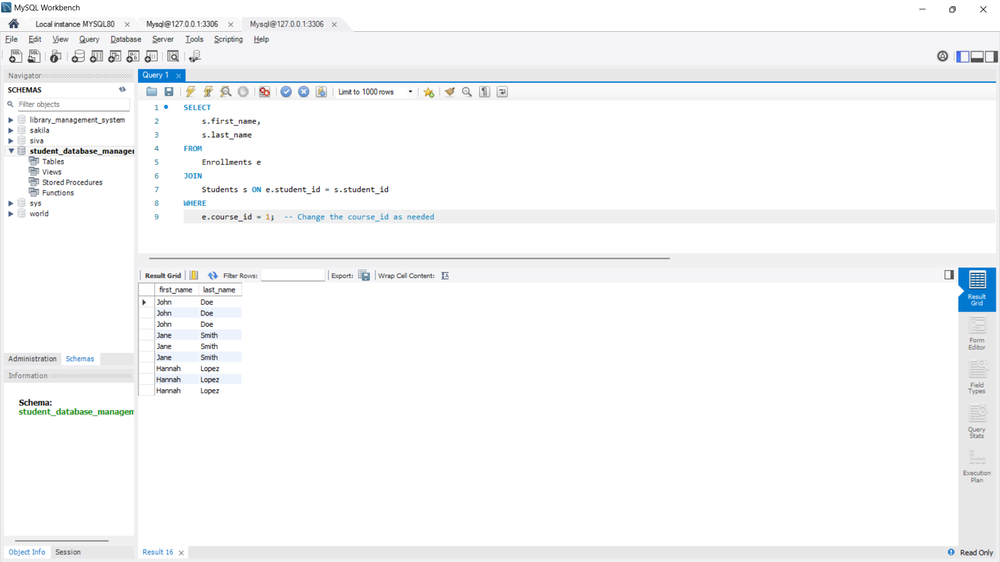 MySQL Workbench
Local instance MYSQL80
Mysql@127.0.0.1:3306
Mysql@127.0.0.1:3306
File Edit View Query Database Server Tools Scripting Help
Navigator
SCHEMAS
Filter objects
library_management_system
sakila
siva
student_database_manager
Tables
Views
Stored Procedures
Functions
sys
world
Administration Schemas
Information
Schema:
student_database_managem
Object Info Session
Query 1
Limit to 1000 rows
1 SELECT
2 s.first_name,
3 s.last_name
4 FROM
5 Enrollments e
6 JOIN
7 Students s ON e.student_id = s.student_id
8 WHERE
9 e.course_id = 1; -- Change the course_id as needed
Result Grid Filter Rows: Export: Wrap Cell Content:
first_name last_name
John Doe
John Doe
John Doe
Jane Smith
Jane Smith
Jane Smith
Hannah Lopez
Hannah Lopez
Hannah Lopez
Result
Grid
Form
Editor
Field
Types
Query
Stats
Execution
Plan
Result 16
Read Only